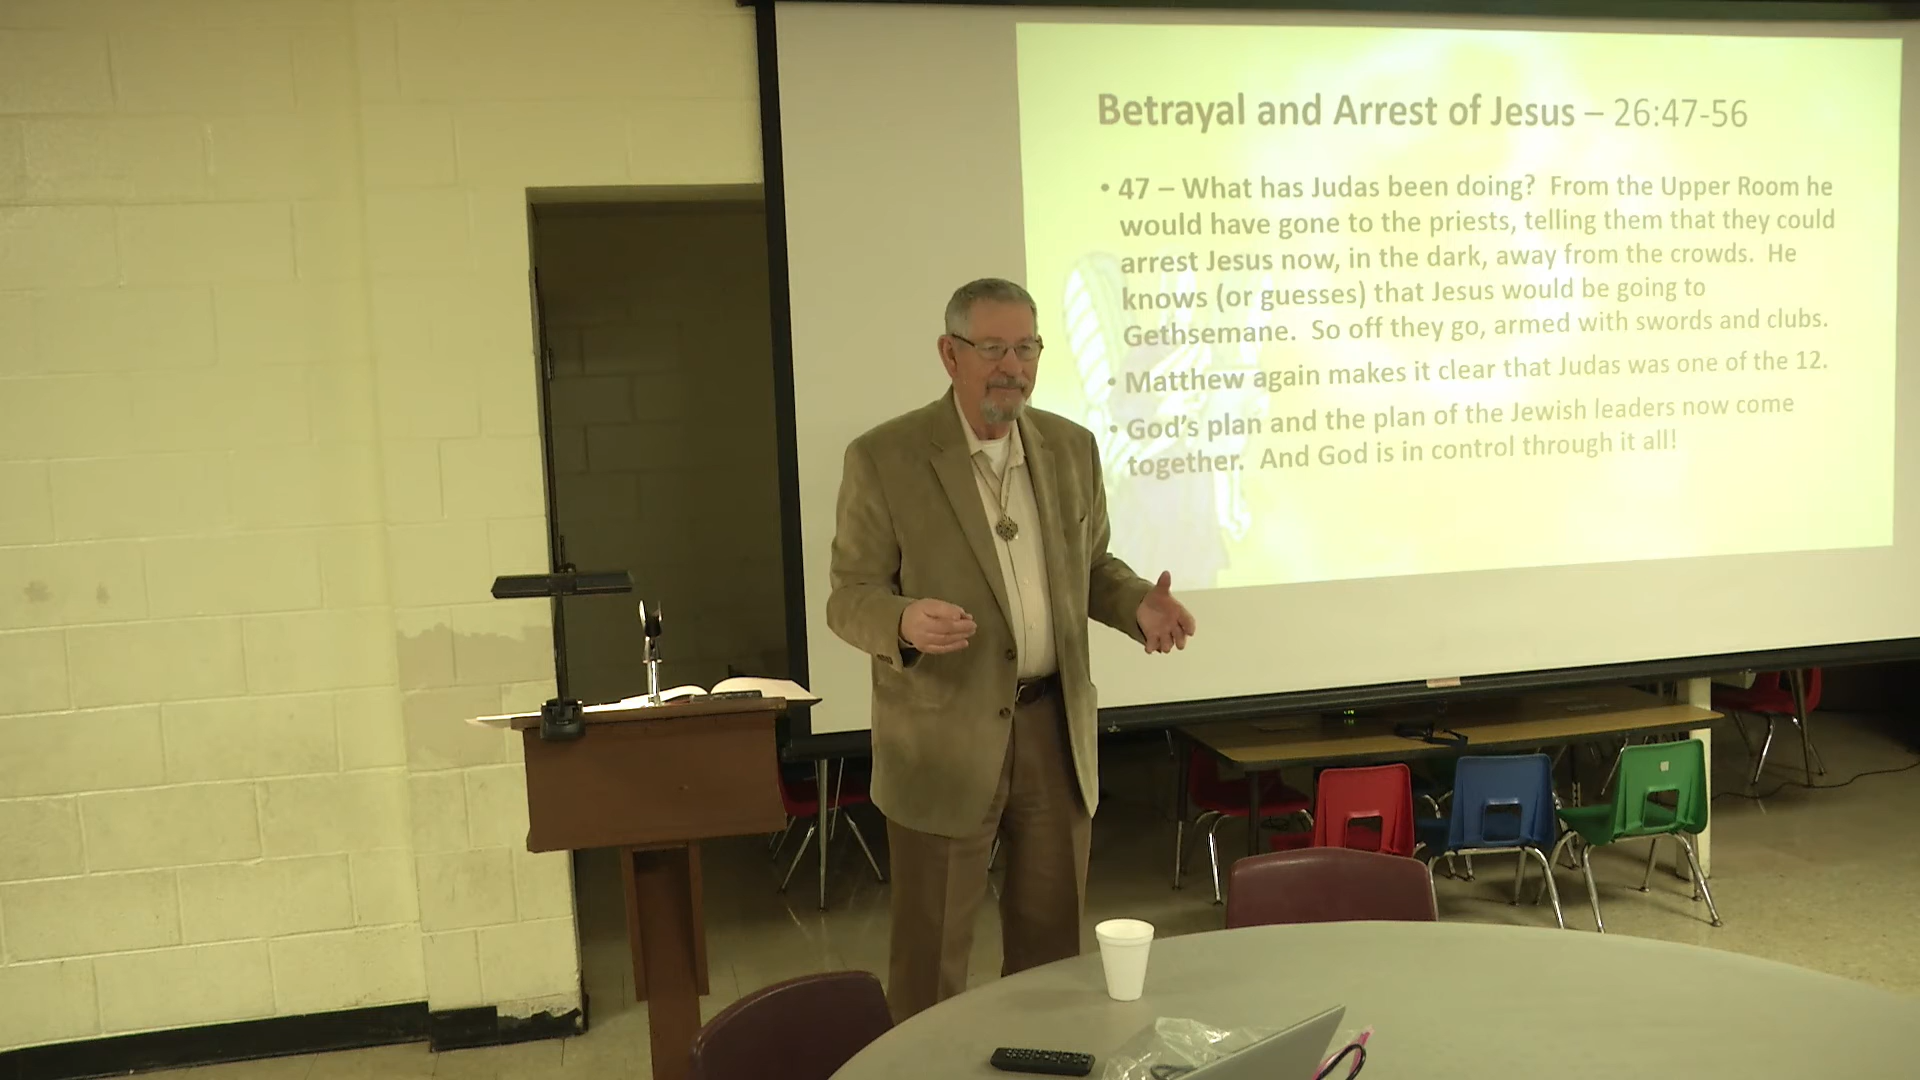 Betrayal and Arrest of Jesus – 26:47-56
• 47 – What has Judas been doing?  From the Upper Room he
would have gone to the priests, telling them that they could
arrest Jesus now, in the dark, away from the crowds.  He
knows (or guesses) that Jesus would be going to
Gethsemane.  So off they go, armed with swords and clubs.
• Matthew again makes it clear that Judas was one of the 12.
• God's plan and the plan of the Jewish leaders now come
together.  And God is in control through it all!